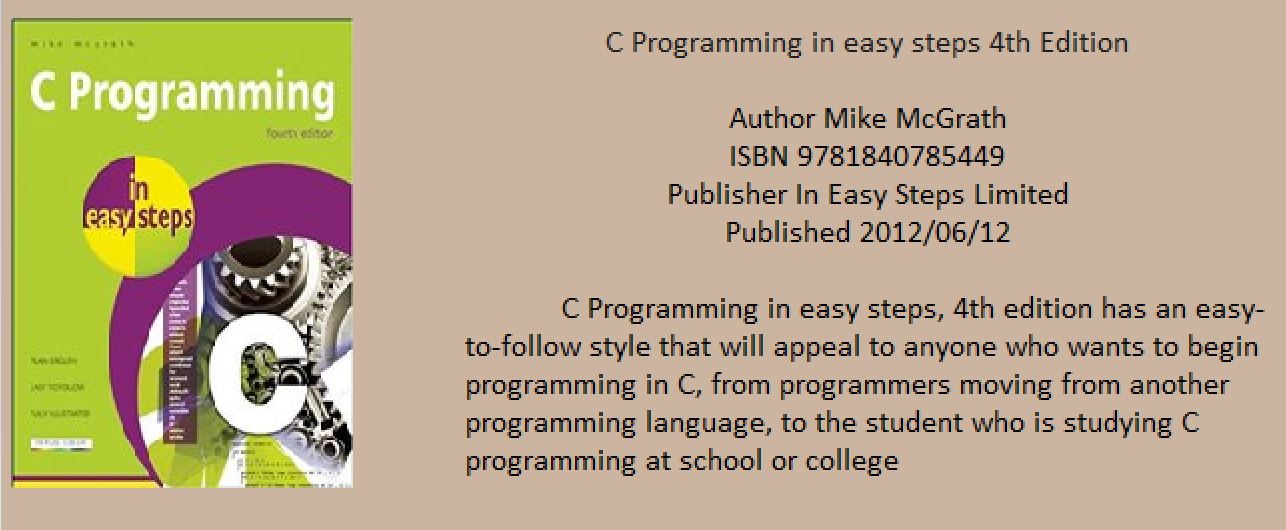 mike mcgrath
C Programming
fourth edition
in
easy steps
PLAIN ENGLISH
EASY TO FOLLOW
FULLY ILLUSTRATED
C
C Programming in easy steps 4th Edition
Author Mike McGrath
ISBN 9781840785449
Publisher In Easy Steps Limited
Published 2012/06/12
C Programming in easy steps, 4th edition has an easy-
to-follow style that will appeal to anyone who wants to begin
programming in C, from programmers moving from another
programming language, to the student who is studying C
programming at school or college